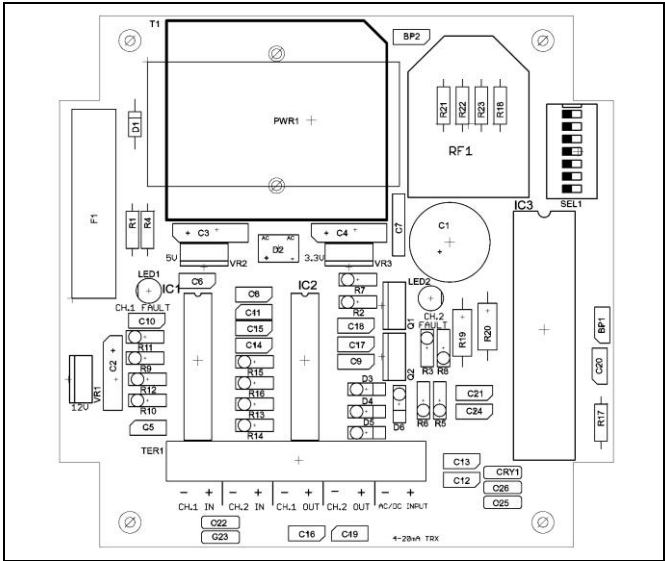 T1
BP2
PWR1
D1
R21 R22 R23 R18
RF1
SEL1
F1
R1 R4
+ C3
AC AC
+ −
D2
+ C4
C7
C1
+
IC3
5V
VR2
3.3V
VR3
LED1
CH.1 FAULT
IC1
C6
C8
IC2
R7
R2
LED2
CH.2
FAULT
Q1
C10
C41
C18
R19
R20
BP1
R11
C15
C2 +
C14
C17
R3 R8
R9
C9
Q2
C20
VR1
12V
R12
R15
R10
R16
D3
D4
D5
D6
R6 R5
C21
C24
R17
R13
C5
R14
TER1
C13
C12
CRY1
C26
C25
− + − + − + − + − +
CH.1 IN CH.2 IN CH.1 OUT CH.2 OUT AC/DC INPUT
C22
G23
C16
C49
4-20mA TRX